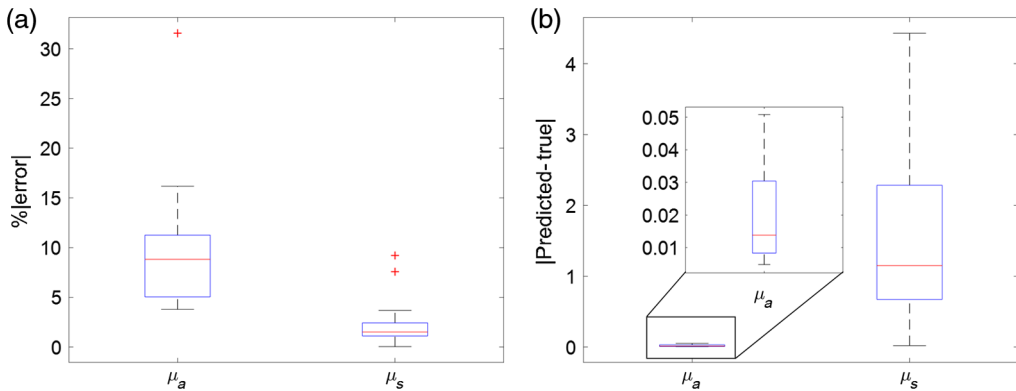 (a)
%|error|
30
25
20
15
10
5
0
μa
μs
(b)
|Predicted-true|
4
3
2
1
0
0.05
0.04
0.03
0.02
0.01
μa
μa
μs